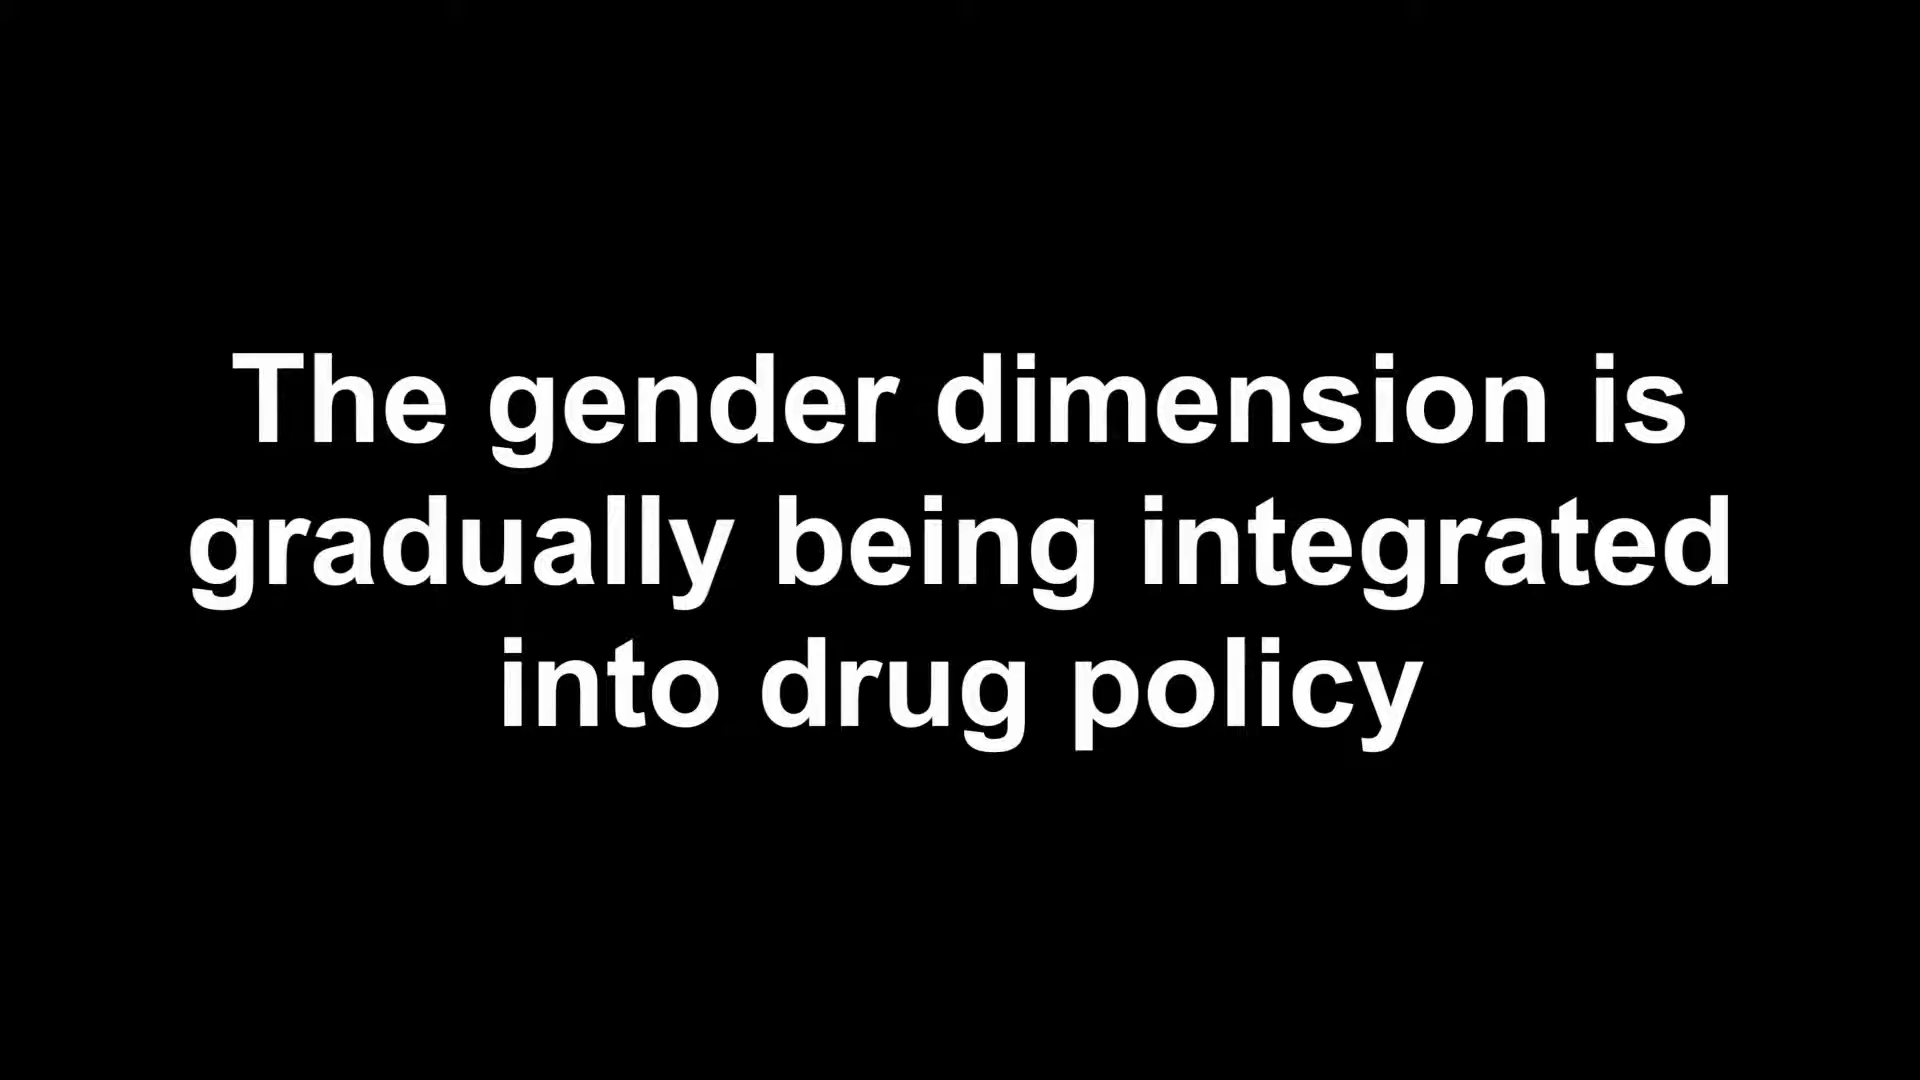 The gender dimension is
gradually being integrated
into drug policy